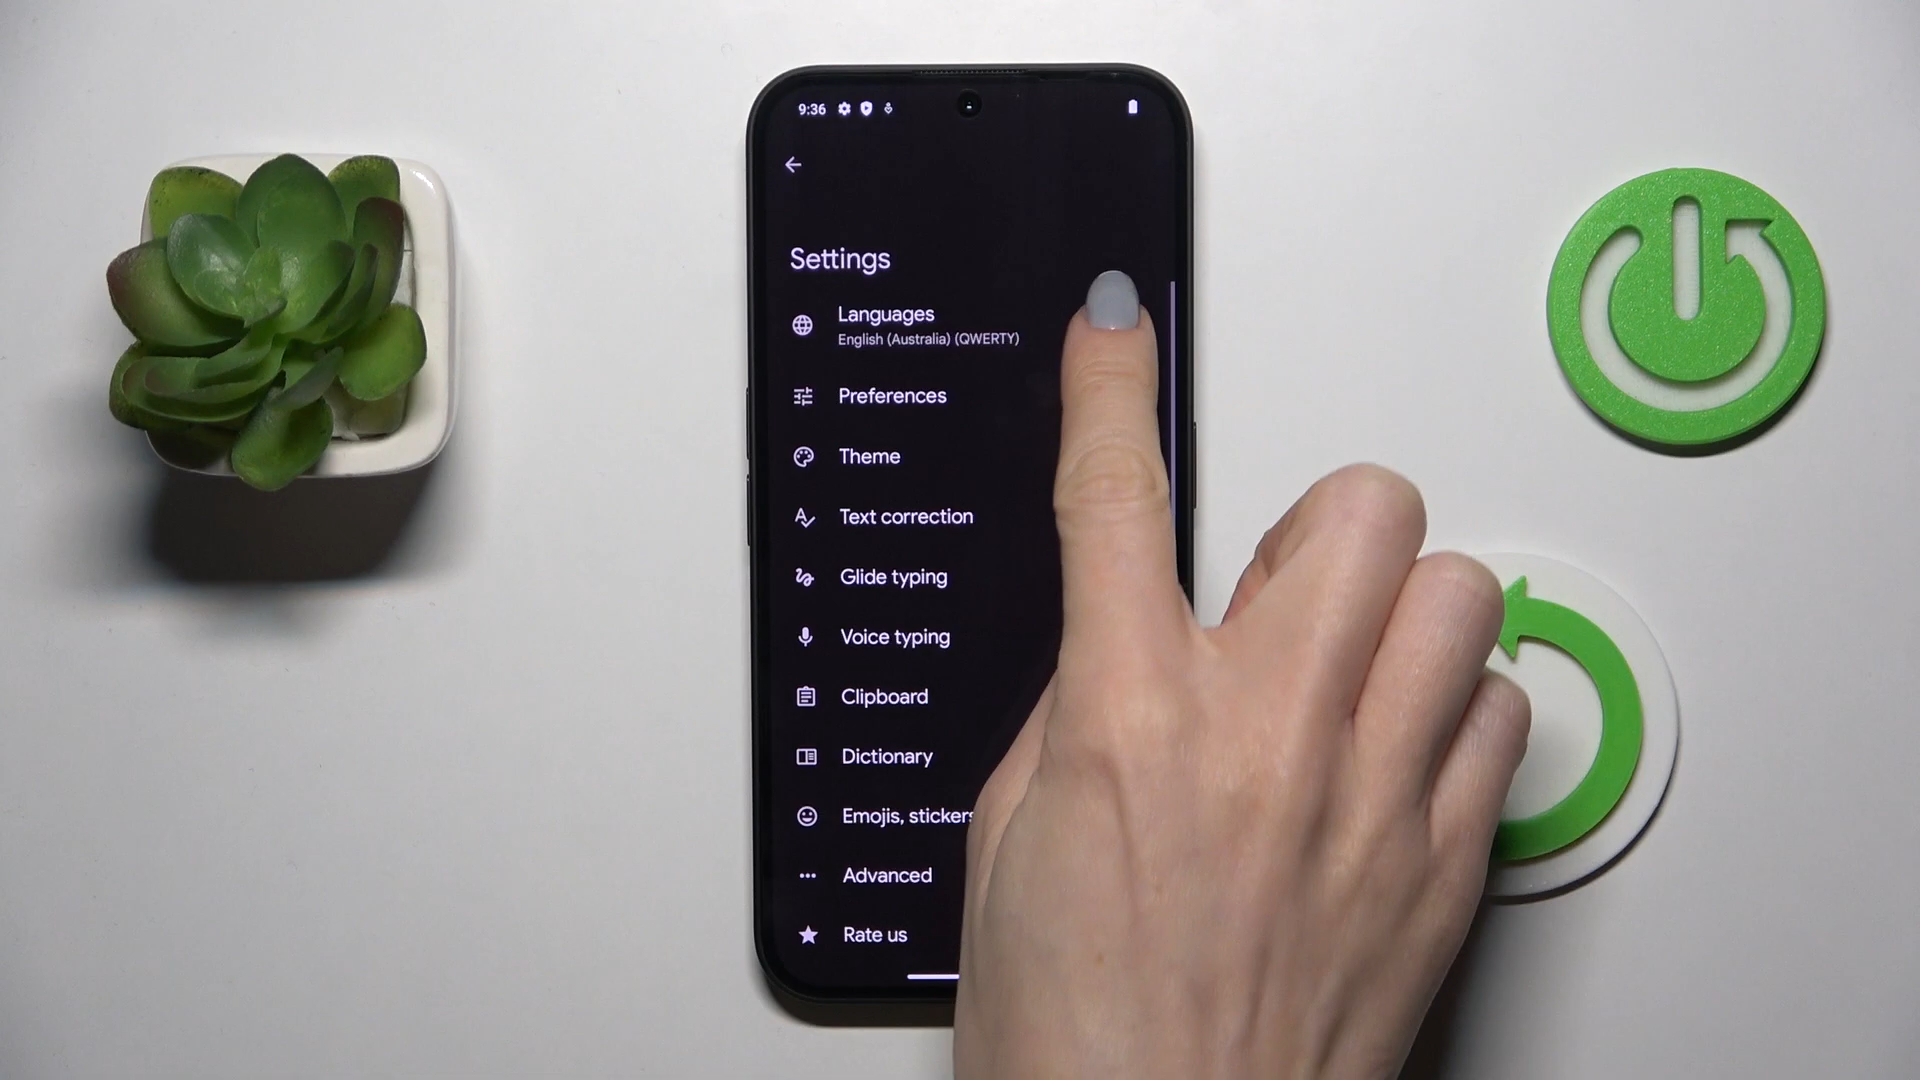 9:36
Settings
Languages
English (Australia) (QWERTY)
Preferences
Theme
Text correction
Glide typing
Voice typing
Clipboard
Dictionary
Emojis, stickers
Advanced
Rate us